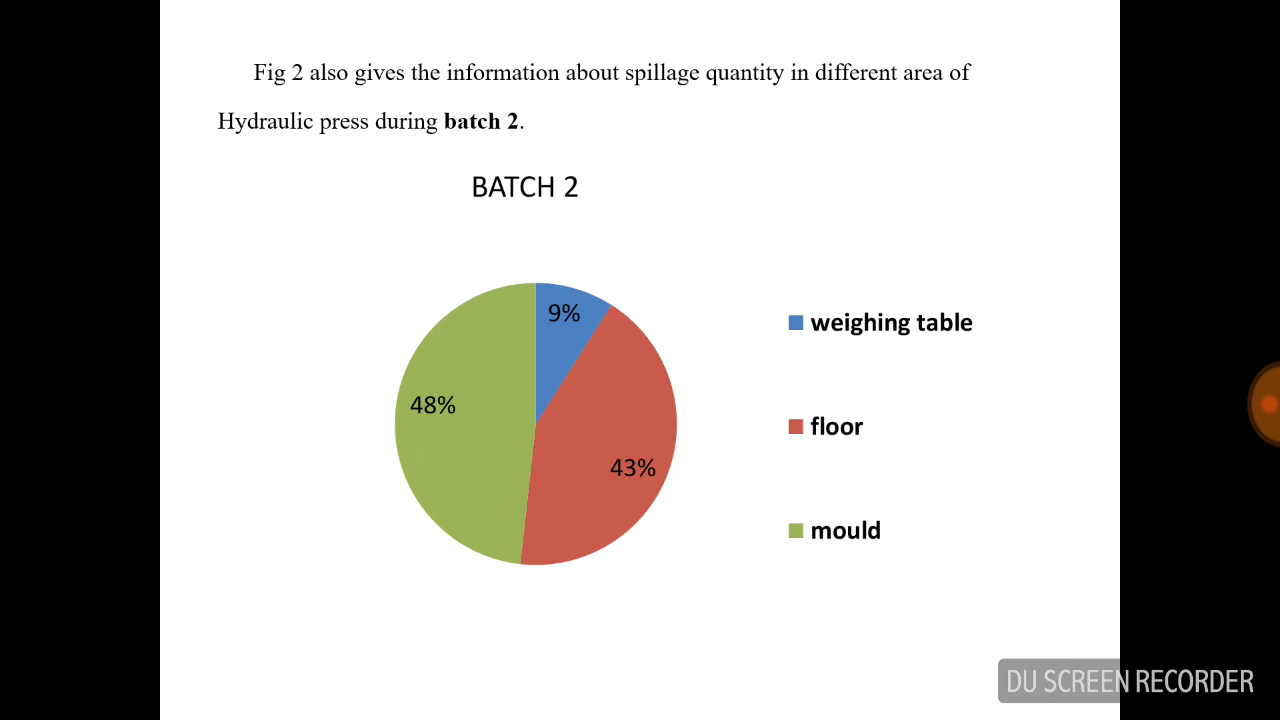 Fig 2 also gives the information about spillage quantity in different area of
Hydraulic press during batch 2.
BATCH 2
9%
weighing table
48%
floor
43%
mould
DU SCREEN RECORDER